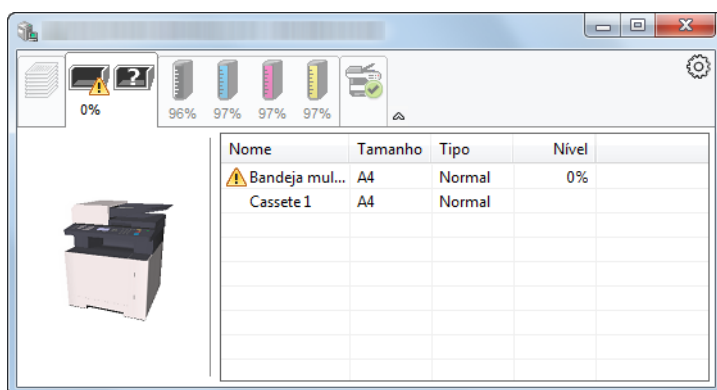 ?
0%
96% 97% 97% 97%
Nome Tamanho Tipo Nível
Bandeja mul... A4 Normal 0%
Cassete 1 A4 Normal